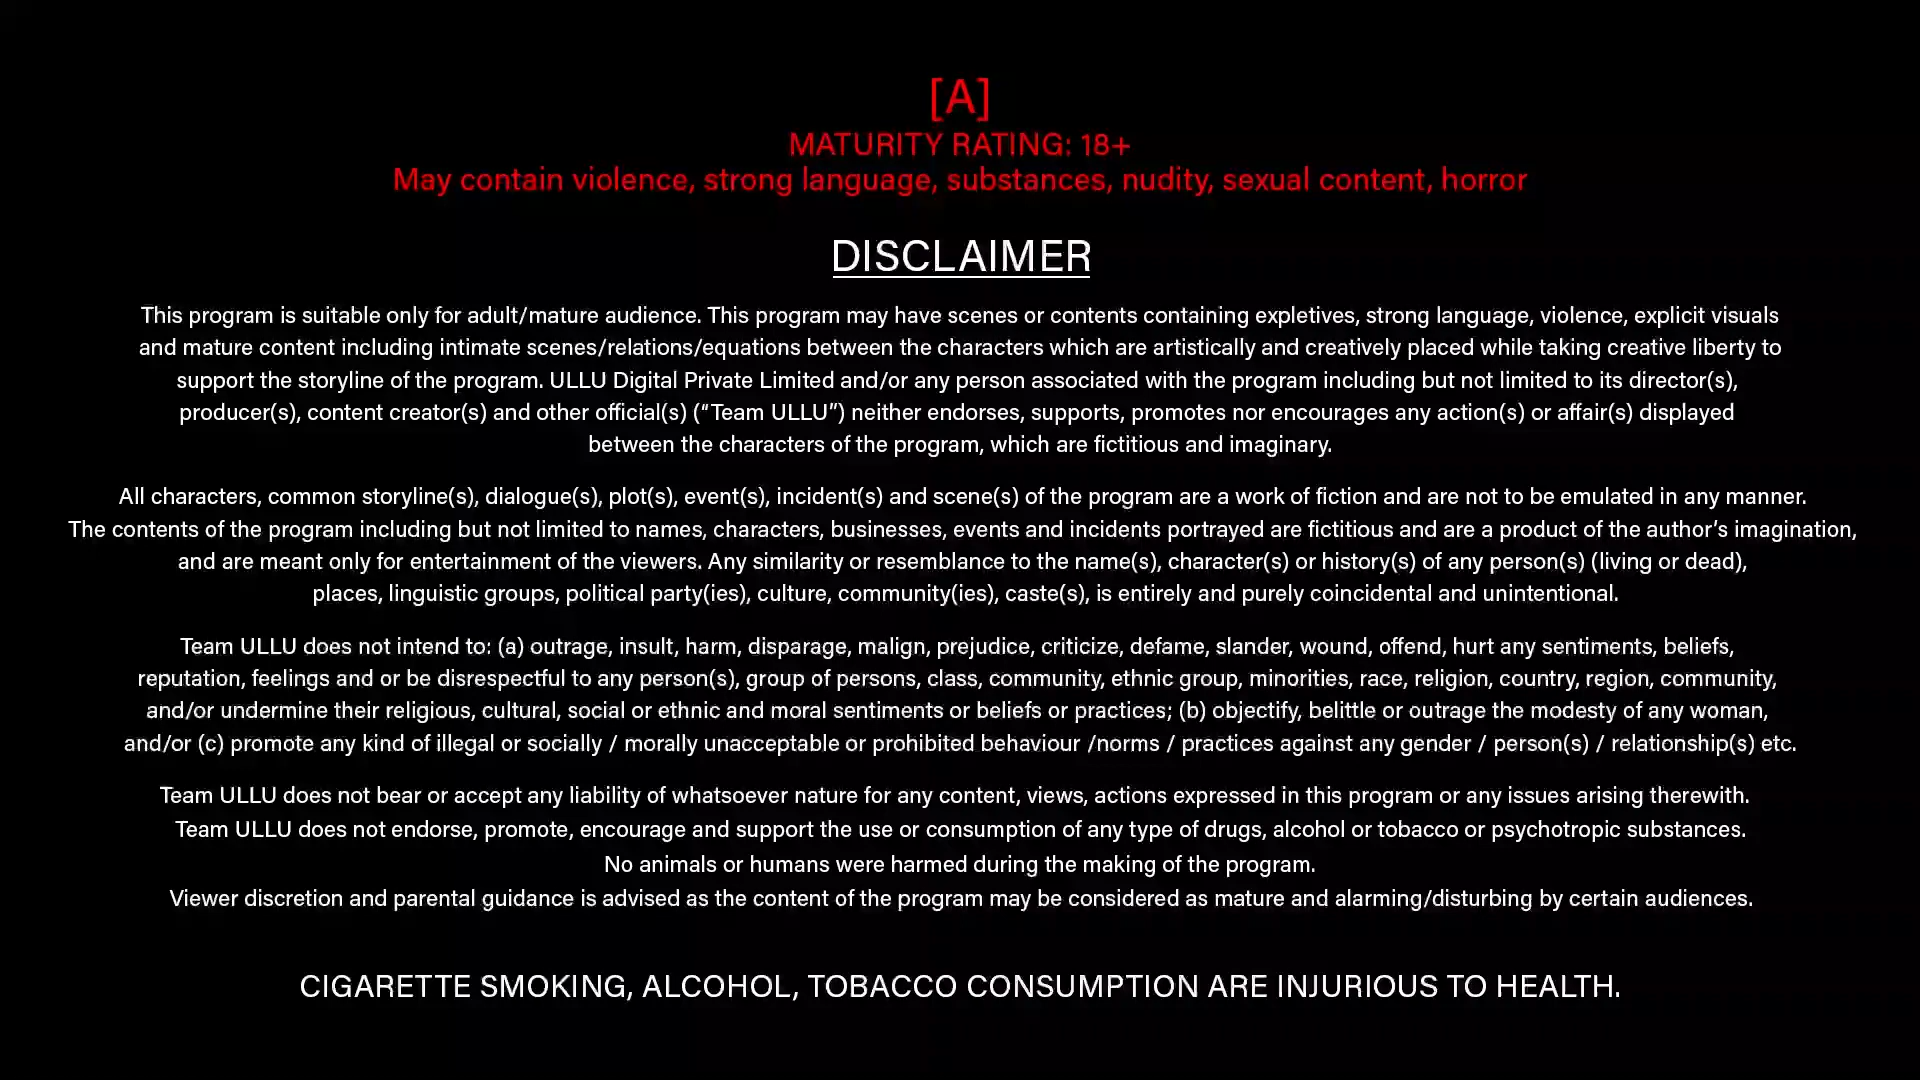 [A]
MATURITY RATING: 18+
May contain violence, strong language, substances, nudity, sexual content, horror
DISCLAIMER
This program is suitable only for adult/mature audience. This program may have scenes or contents containing expletives, strong language, violence, explicit visuals
and mature content including intimate scenes/relations/equations between the characters which are artistically and creatively placed while taking creative liberty to
support the storyline of the program. ULLU Digital Private Limited and/or any person associated with the program including but not limited to its director(s),
producer(s), content creator(s) and other official(s) (“Team ULLU”) neither endorses, supports, promotes nor encourages any action(s) or affair(s) displayed
between the characters of the program, which are fictitious and imaginary.
All characters, common storyline(s), dialogue(s), plot(s), event(s), incident(s) and scene(s) of the program are a work of fiction and are not to be emulated in any manner.
The contents of the program including but not limited to names, characters, businesses, events and incidents portrayed are fictitious and are a product of the author’s imagination,
and are meant only for entertainment of the viewers. Any similarity or resemblance to the name(s), character(s) or history(s) of any person(s) (living or dead),
places, linguistic groups, political party(ies), culture, community(ies), caste(s), is entirely and purely coincidental and unintentional.
Team ULLU does not intend to: (a) outrage, insult, harm, disparage, malign, prejudice, criticize, defame, slander, wound, offend, hurt any sentiments, beliefs,
reputation, feelings and or be disrespectful to any person(s), group of persons, class, community, ethnic group, minorities, race, religion, country, region, community,
and/or undermine their religious, cultural, social or ethnic and moral sentiments or beliefs or practices; (b) objectify, belittle or outrage the modesty of any woman,
and/or (c) promote any kind of illegal or socially / morally unacceptable or prohibited behaviour /norms / practices against any gender / person(s) / relationship(s) etc.
Team ULLU does not bear or accept any liability of whatsoever nature for any content, views, actions expressed in this program or any issues arising therewith.
Team ULLU does not endorse, promote, encourage and support the use or consumption of any type of drugs, alcohol or tobacco or psychotropic substances.
No animals or humans were harmed during the making of the program.
Viewer discretion and parental guidance is advised as the content of the program may be considered as mature and alarming/disturbing by certain audiences.
CIGARETTE SMOKING, ALCOHOL, TOBACCO CONSUMPTION ARE INJURIOUS TO HEALTH.